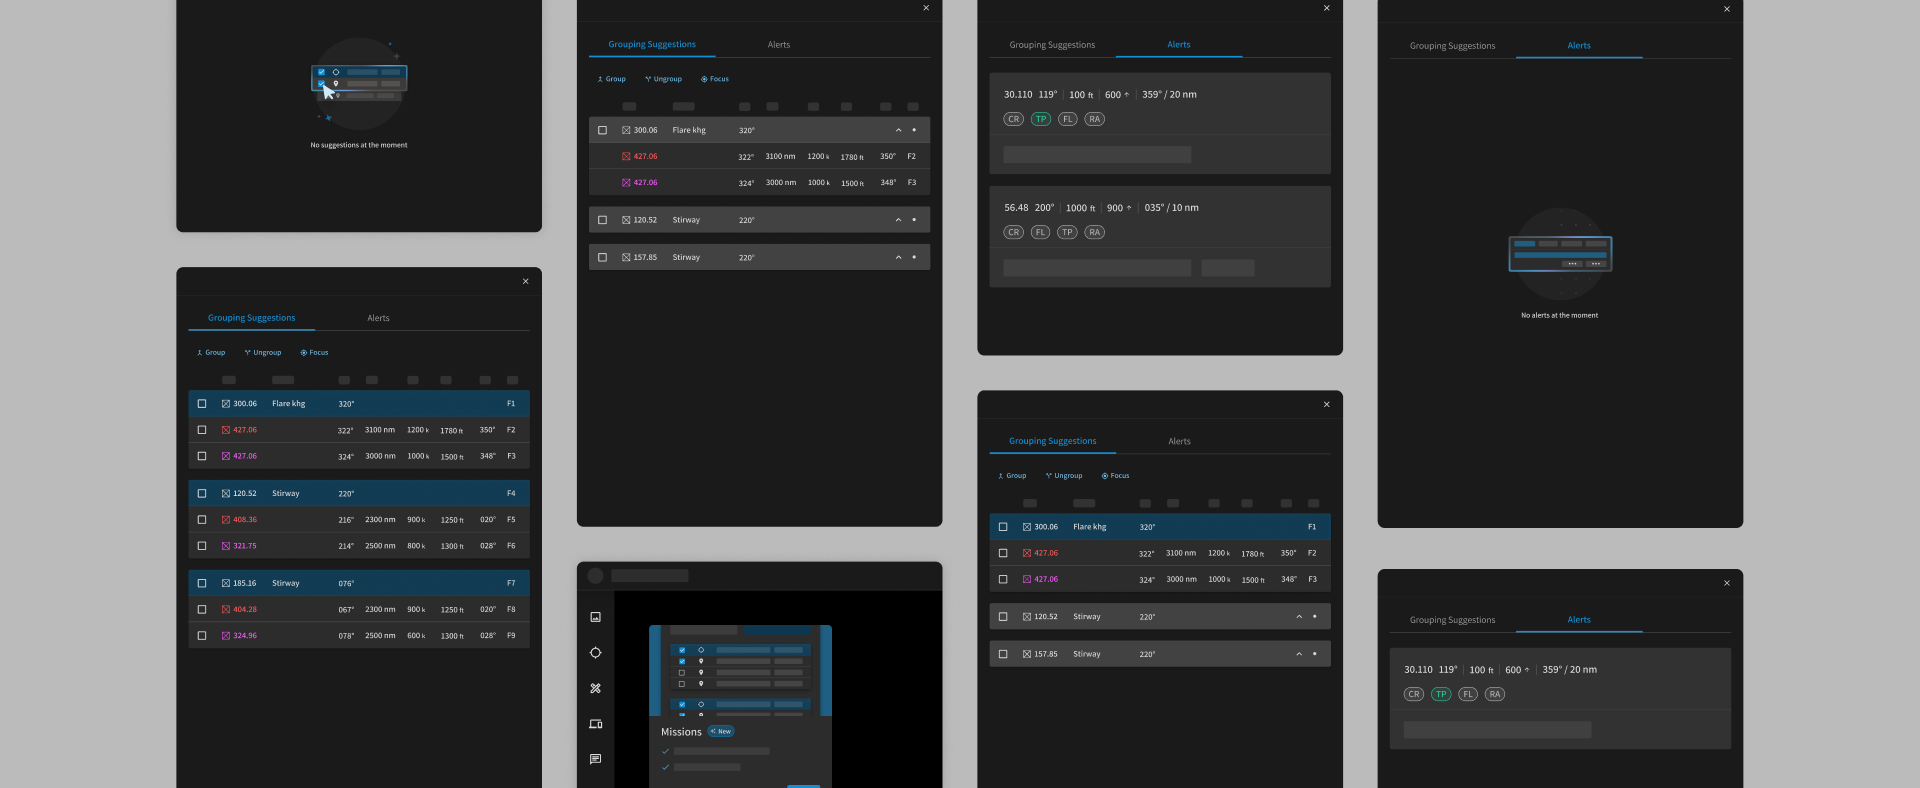 No suggestions at the moment
Grouping Suggestions Alerts
Group Ungroup Focus
300.06 Flare khg 320° F1
427.06 322° 3100 nm 1200 k 1780 ft 350° F2
427.06 324° 3000 nm 1000 k 1500 ft 348° F3
120.52 Stirway 220° F4
408.36 216° 2300 nm 900 k 1250 ft 020° F5
321.75 214° 2500 nm 800 k 1300 ft 028° F6
185.16 Stirway 076° F7
404.28 067° 2300 nm 900 k 1250 ft 020° F8
324.96 078° 2500 nm 600 k 1300 ft 028° F9
Grouping Suggestions Alerts
Group Ungroup Focus
300.06 Flare khg 320°
427.06 322° 3100 nm 1200 k 1780 ft 350° F2
427.06 324° 3000 nm 1000 k 1500 ft 348° F3
120.52 Stirway 220°
157.85 Stirway 220°
Missions New
Grouping Suggestions Alerts
30.110 119° | 100 ft | 600 ↑ | 359° / 20 nm
CR TP FL RA
56.48 200° | 1000 ft | 900 ↑ | 035° / 10 nm
CR FL TP RA
Grouping Suggestions Alerts
Group Ungroup Focus
300.06 Flare khg 320° F1
427.06 322° 3100 nm 1200 k 1780 ft 350° F2
427.06 324° 3000 nm 1000 k 1500 ft 348° F3
120.52 Stirway 220°
157.85 Stirway 220°
Grouping Suggestions Alerts
No alerts at the moment
Grouping Suggestions Alerts
30.110 119° | 100 ft | 600 ↑ | 359° / 20 nm
CR TP FL RA